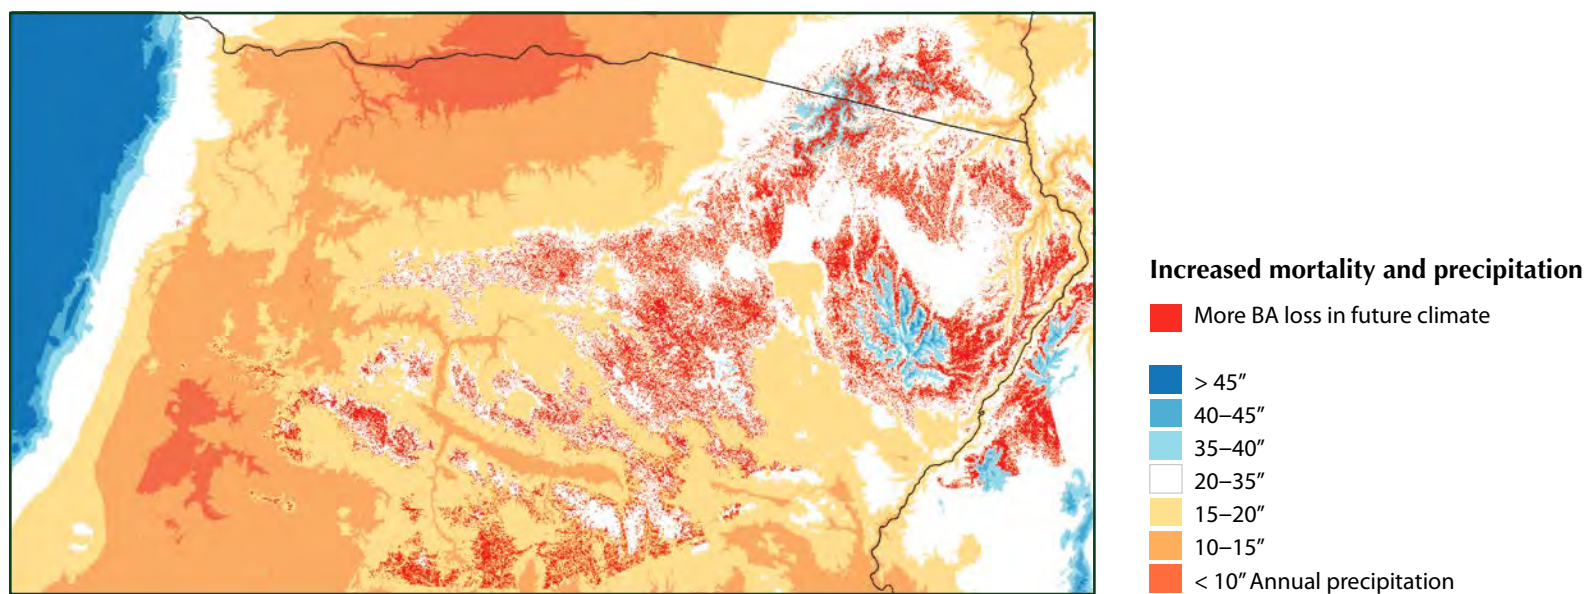 Increased mortality and precipitation
More BA loss in future climate
> 45”
40–45”
35–40”
20–35”
15–20”
10–15”
< 10” Annual precipitation